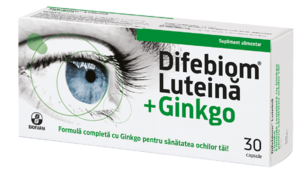 Supliment alimentar
Difebiom®
Luteină
+Ginkgo
Formulă completă cu Ginkgo pentru sănătatea ochilor tăi!
BIOFARM
30
capsule